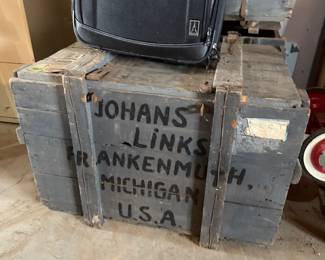 JOHANS
LINKS
FRANKENMUTH.
MICHIGAN
U.S.A.